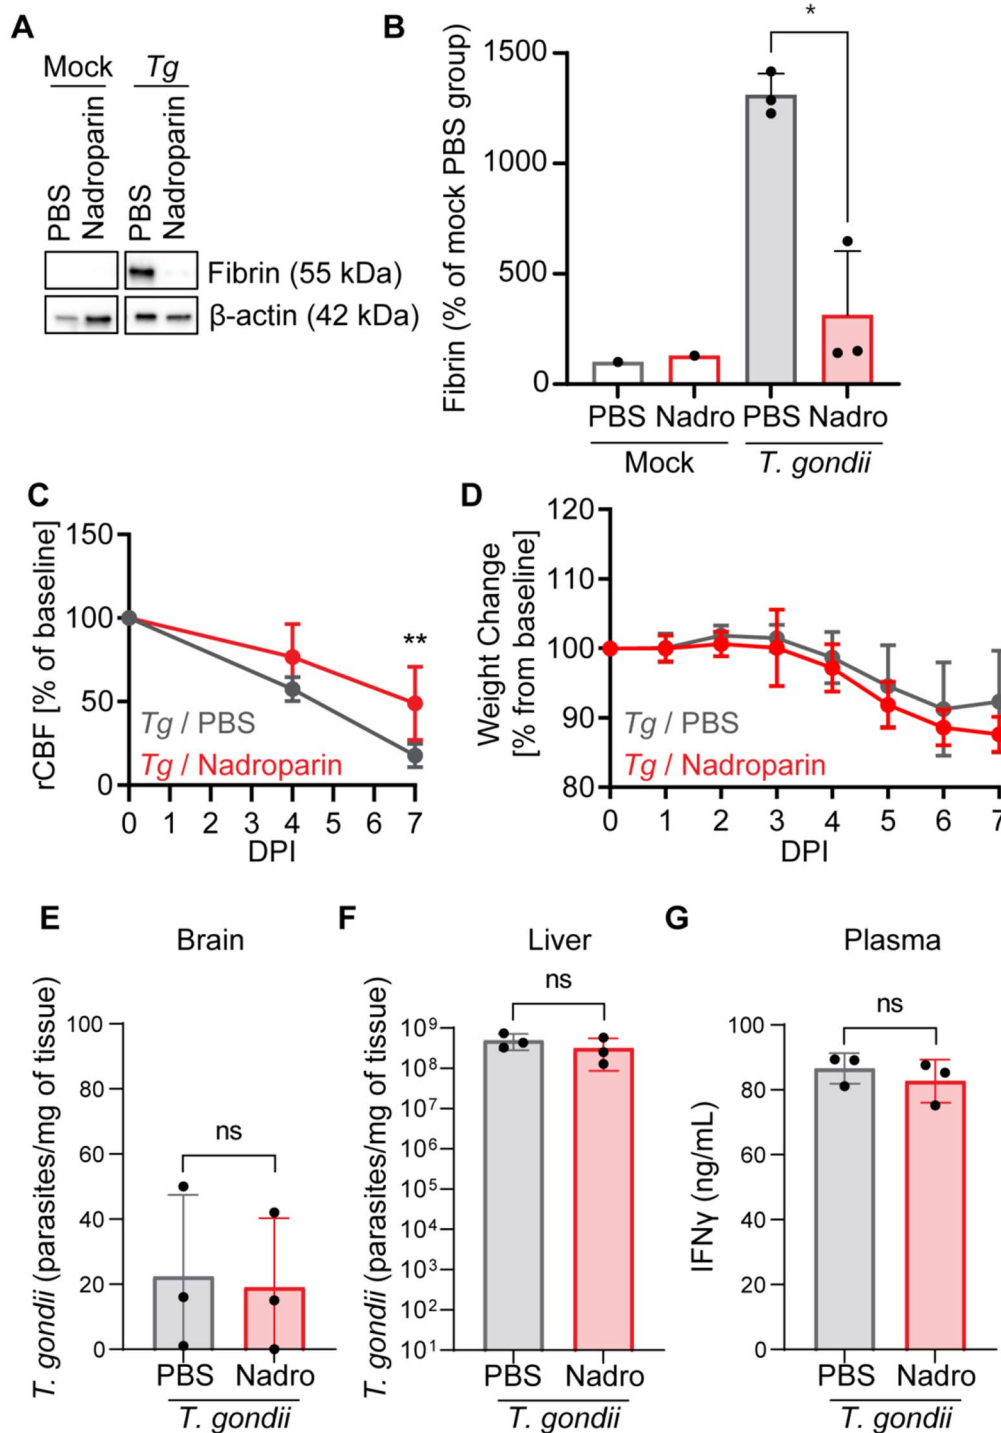 A
Mock Tg
PBS
Nadroparin
PBS
Nadroparin
Fibrin (55 kDa)
β-actin (42 kDa)
B
Fibrin (% of mock PBS group)
1500
1000
500
0
*
PBS Nadro PBS Nadro
Mock T. gondii
C
rCBF [% of baseline]
150
100
50
0
**
Tg / PBS
Tg / Nadroparin
0 1 2 3 4 5 6 7
DPI
D
Weight Change
[% from baseline]
120
110
100
90
80
Tg / PBS
Tg / Nadroparin
0 1 2 3 4 5 6 7
DPI
E
Brain
T. gondii (parasites/mg of tissue)
100
80
60
40
20
0
ns
PBS Nadro
T. gondii
F
Liver
T. gondii (parasites/mg of tissue)
10⁹
10⁸
10⁷
10⁶
10⁵
10⁴
10³
10²
10¹
ns
PBS Nadro
T. gondii
G
Plasma
IFNγ (ng/mL)
100
80
60
40
20
0
ns
PBS Nadro
T. gondii